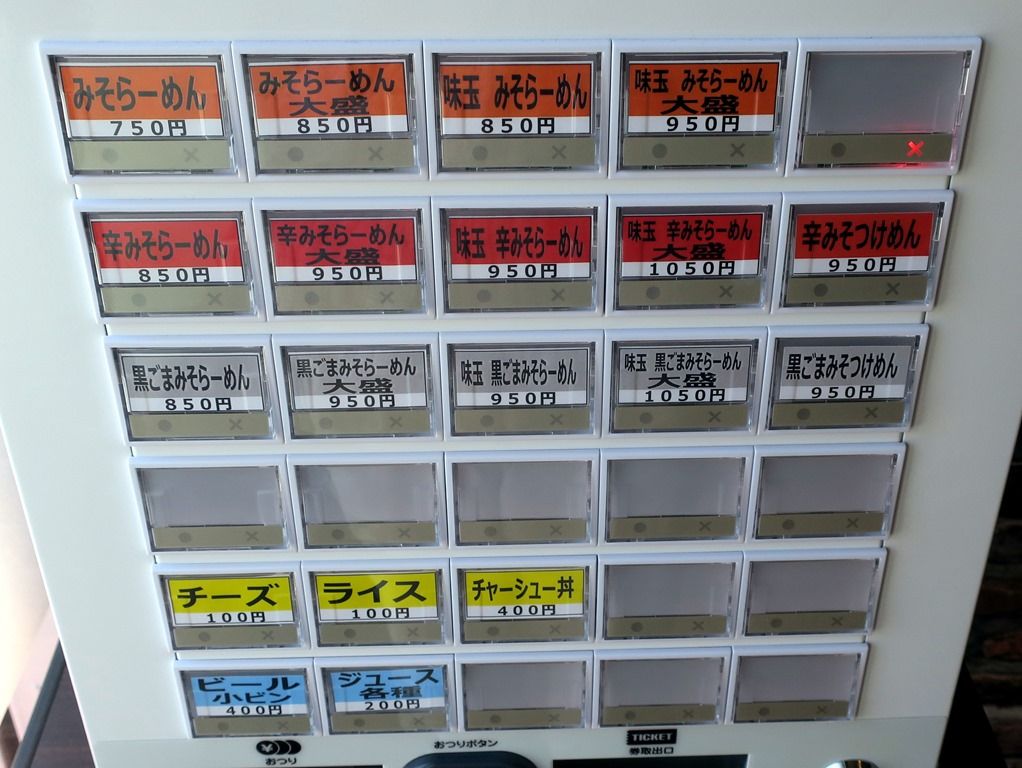 みそらーめん
750円
みそらーめん
大盛
850円
味玉 みそらーめん
850円
味玉 みそらーめん
大盛
950円
辛みそらーめん
850円
辛みそらーめん
大盛
950円
味玉 辛みそらーめん
950円
味玉 辛みそらーめん
大盛
1050円
辛みそつけめん
950円
黒ごまみそらーめん
850円
黒ごまみそらーめん
大盛
950円
味玉 黒ごまみそらーめん
950円
味玉 黒ごまみそらーめん
大盛
1050円
黒ごまみそつけめん
950円
チーズ
100円
ライス
100円
チャーシュー丼
400円
ビール
小ビン
400円
ジュース
各種
200円
¥
おつり
おつりボタン
TICKET
券取出口